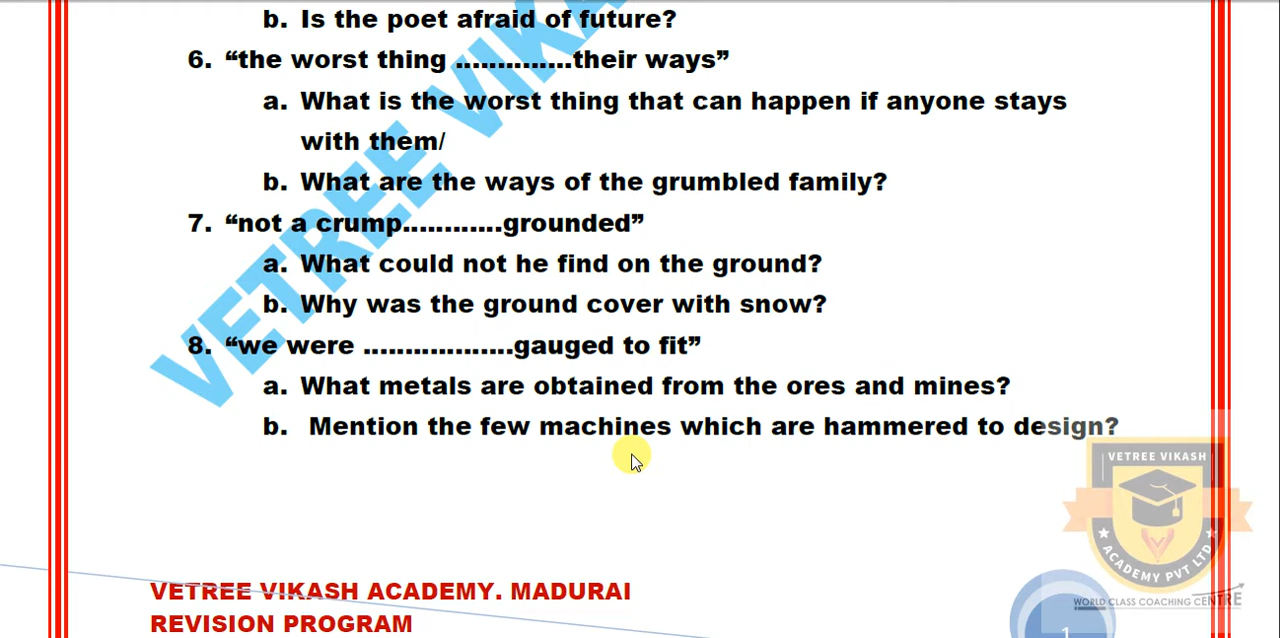 b. Is the poet afraid of future?
6. “the worst thing ..............their ways”
a. What is the worst thing that can happen if anyone stays
with them/
b. What are the ways of the grumbled family?
7. “not a crump............grounded”
a. What could not he find on the ground?
b. Why was the ground cover with snow?
8. “we were ..................gauged to fit”
a. What metals are obtained from the ores and mines?
b. Mention the few machines which are hammered to design?
VETREE VIKASH
ACADEMY PVT LTD
WORLD CLASS COACHING CENTRE
VETREE VIKASH ACADEMY. MADURAI
REVISION PROGRAM
1
VETREE VIKA